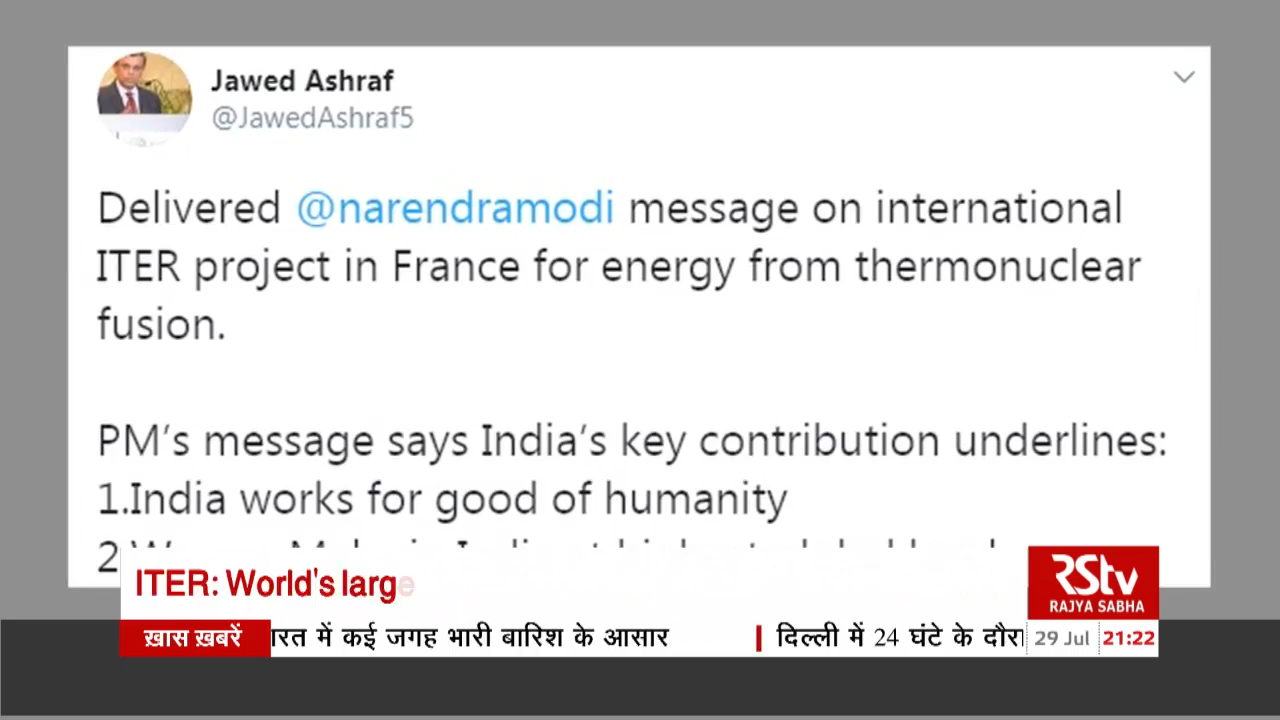 Jawed Ashraf
@JawedAshraf5
Delivered @narendramodi message on international
ITER project in France for energy from thermonuclear
fusion.
PM's message says India's key contribution underlines:
1.India works for good of humanity
2
ITER: World's large
RStv
RAJYA SABHA
ख़ास ख़बरें
ारत में कई जगह भारी बारिश के आसार
दिल्ली में 24 घंटे के दौरा
29 Jul
21:22